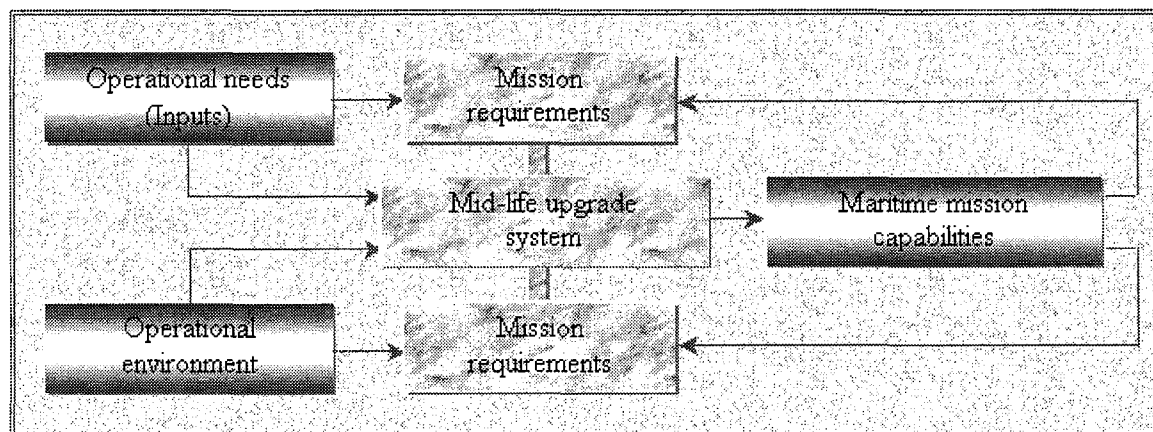 Operational needs
(Inputs)
Mission
requirements
Mid-life upgrade
system
Maritime mission
capabilities
Operational
environment
Mission
requirements